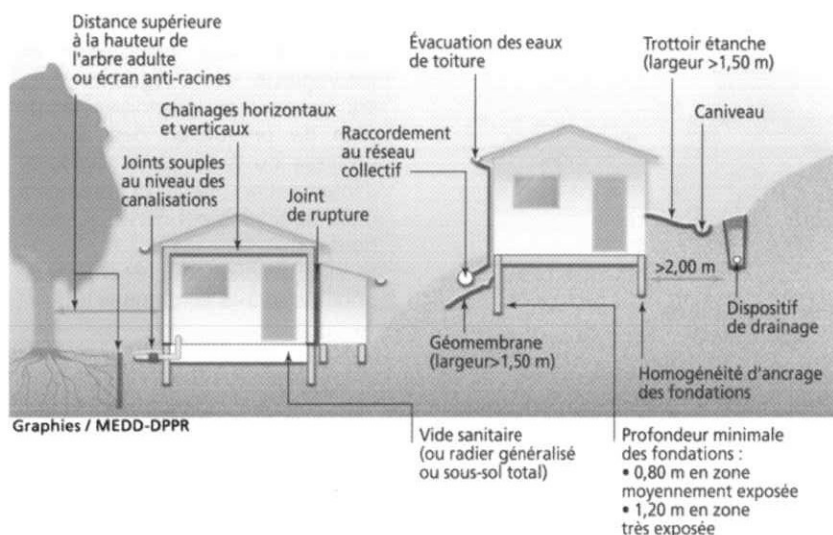 Distance supérieure
à la hauteur de
l'arbre adulte
ou écran anti-racines
Chaînages horizontaux
et verticaux
Joints souples
au niveau des
canalisations
Joint
de rupture
Évacuation des eaux
de toiture
Raccordement
au réseau
collectif
Trottoir étanche
(largeur >1,50 m)
Caniveau
>2,00 m
Dispositif
de drainage
Géomembrane
(largeur>1,50 m)
Homogénéité d'ancrage
des fondations
Graphies / MEDD-DPPR
Vide sanitaire
(ou radier généralisé
ou sous-sol total)
Profondeur minimale
des fondations :
• 0,80 m en zone
moyennement exposée
• 1,20 m en zone
très exposée